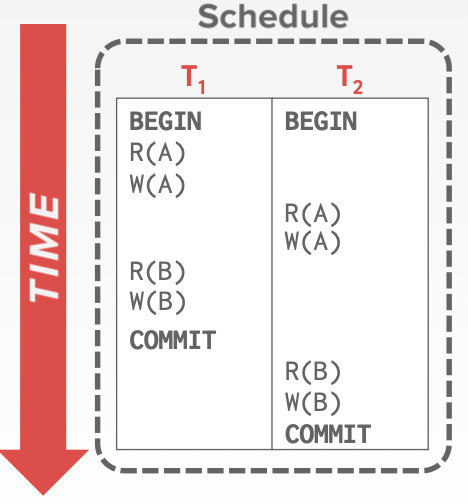 Schedule
TIME
T1 T2
BEGIN BEGIN
R(A)
W(A)
R(A)
W(A)
R(B)
W(B)
COMMIT
R(B)
W(B)
COMMIT